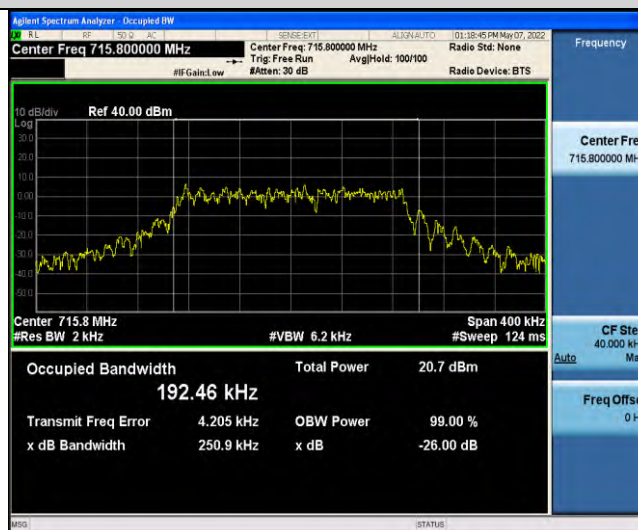 Agilent Spectrum Analyzer - Occupied BW
RL RF 50 Ω AC SENSE:EXT ALIGN AUTO 01:18:45 PM May 07, 2022
Center Freq 715.800000 MHz Center Freq: 715.800000 MHz Radio Std: None Frequency
Trig: Free Run Avg|Hold: 100/100
#IFGain:Low #Atten: 30 dB Radio Device: BTS
10 dB/div Ref 40.00 dBm
Log
30.0
20.0
10.0
0.00
-10.0
-20.0
-30.0
-40.0
-50.0
Center Fre
715.800000 MH
Center 715.8 MHz Span 400 kHz
#Res BW 2 kHz #VBW 6.2 kHz #Sweep 124 ms
CF Ste
40.000 kH
Auto Ma
Occupied Bandwidth Total Power 20.7 dBm
192.46 kHz
Transmit Freq Error 4.205 kHz OBW Power 99.00 %
x dB Bandwidth 250.9 kHz x dB -26.00 dB
Freq Offse
0 H
MSG STATUS